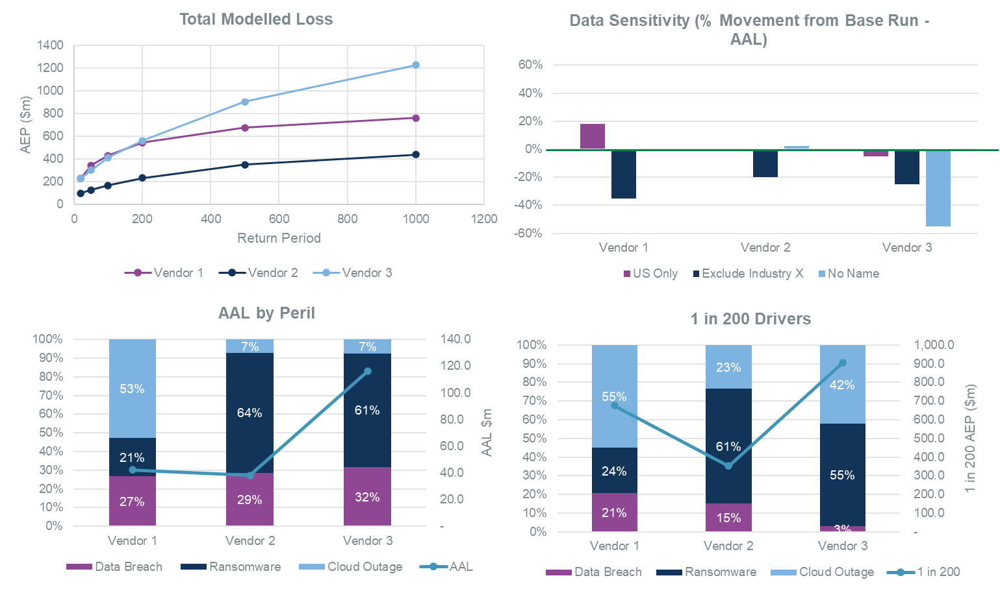 Total Modelled Loss
1400
1200
1000
800
600
400
200
0
AEP ($m)
0 200 400 600 800 1000 1200
Return Period
Vendor 1 Vendor 2 Vendor 3
Data Sensitivity (% Movement from Base Run -
AAL)
60%
40%
20%
0%
-20%
-40%
-60%
Vendor 1 Vendor 2 Vendor 3
US Only Exclude Industry X No Name
AAL by Peril
100%
90%
80%
70%
60%
50%
40%
30%
20%
10%
0%
53% 7% 7%
21% 64% 61%
27% 29% 32%
140.0
120.0
100.0
80.0
60.0
40.0
20.0
-
AAL $m
Vendor 1 Vendor 2 Vendor 3
Data Breach Ransomware Cloud Outage AAL
1 in 200 Drivers
100%
90%
80%
70%
60%
50%
40%
30%
20%
10%
0%
55% 23% 42%
24% 61% 55%
21% 15% 3%
1,000.0
900.0
800.0
700.0
600.0
500.0
400.0
300.0
200.0
100.0
-
1 in 200 AEP ($m)
Vendor 1 Vendor 2 Vendor 3
Data Breach Ransomware Cloud Outage 1 in 200